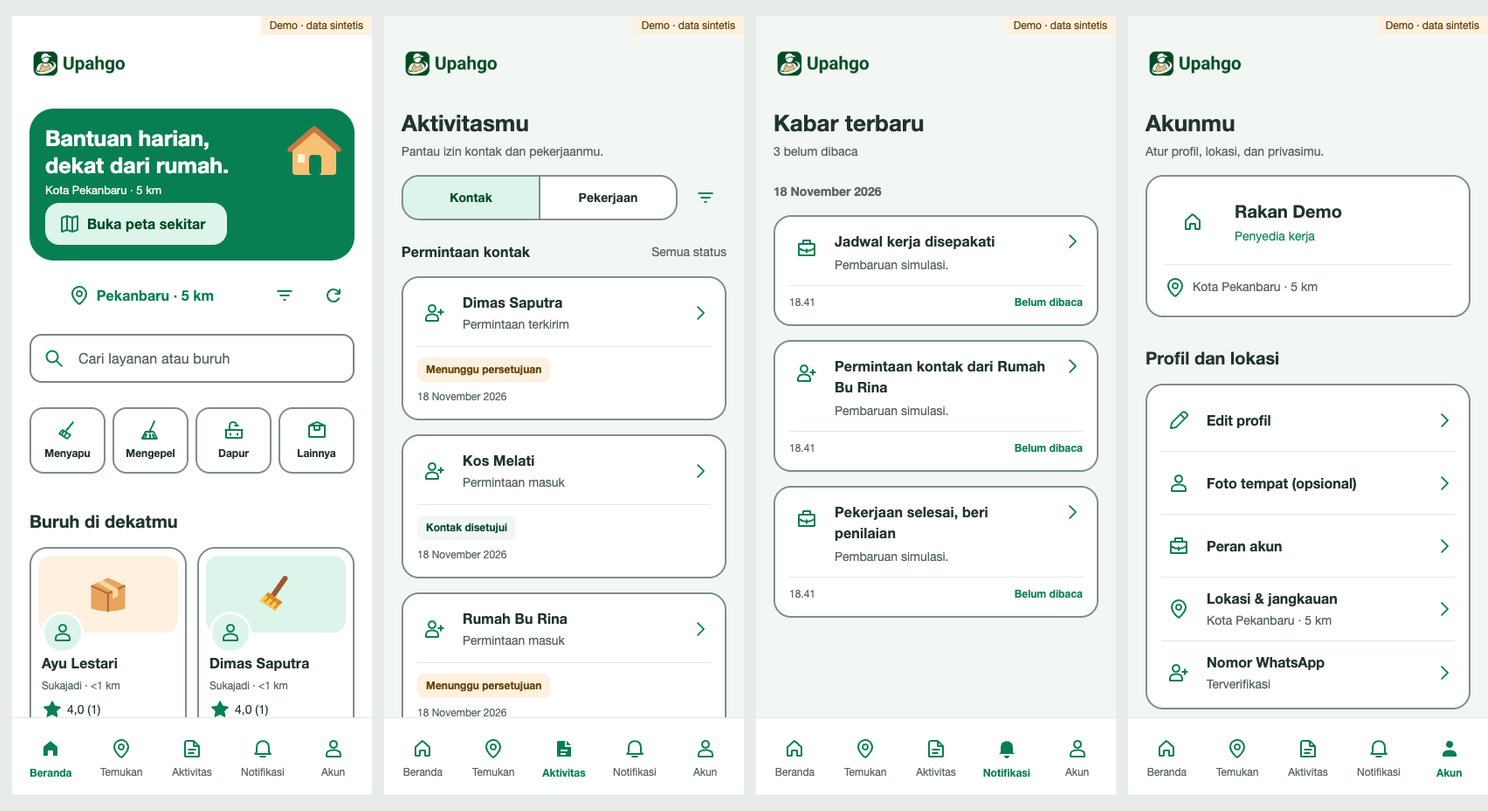 Demo · data sintetis
Upahgo
Bantuan harian,
dekat dari rumah.
Kota Pekanbaru · 5 km
Buka peta sekitar
Pekanbaru · 5 km
Cari layanan atau buruh
Menyapu
Mengepel
Dapur
Lainnya
Buruh di dekatmu
Ayu Lestari
Sukajadi · <1 km
4,0 (1)
Dimas Saputra
Sukajadi · <1 km
4,0 (1)
Beranda
Temukan
Aktivitas
Notifikasi
Akun
Demo · data sintetis
Upahgo
Aktivitasmu
Pantau izin kontak dan pekerjaanmu.
Kontak
Pekerjaan
Permintaan kontak
Semua status
Dimas Saputra
Permintaan terkirim
Menunggu persetujuan
18 November 2026
Kos Melati
Permintaan masuk
Kontak disetujui
18 November 2026
Rumah Bu Rina
Permintaan masuk
Menunggu persetujuan
18 November 2026
Beranda
Temukan
Aktivitas
Notifikasi
Akun
Demo · data sintetis
Upahgo
Kabar terbaru
3 belum dibaca
18 November 2026
Jadwal kerja disepakati
Pembaruan simulasi.
18.41
Belum dibaca
Permintaan kontak dari Rumah
Bu Rina
Pembaruan simulasi.
18.41
Belum dibaca
Pekerjaan selesai, beri
penilaian
Pembaruan simulasi.
18.41
Belum dibaca
Beranda
Temukan
Aktivitas
Notifikasi
Akun
Demo · data sintetis
Upahgo
Akunmu
Atur profil, lokasi, dan privasimu.
Rakan Demo
Penyedia kerja
Kota Pekanbaru · 5 km
Profil dan lokasi
Edit profil
Foto tempat (opsional)
Peran akun
Lokasi & jangkauan
Kota Pekanbaru · 5 km
Nomor WhatsApp
Terverifikasi
Beranda
Temukan
Aktivitas
Notifikasi
Akun